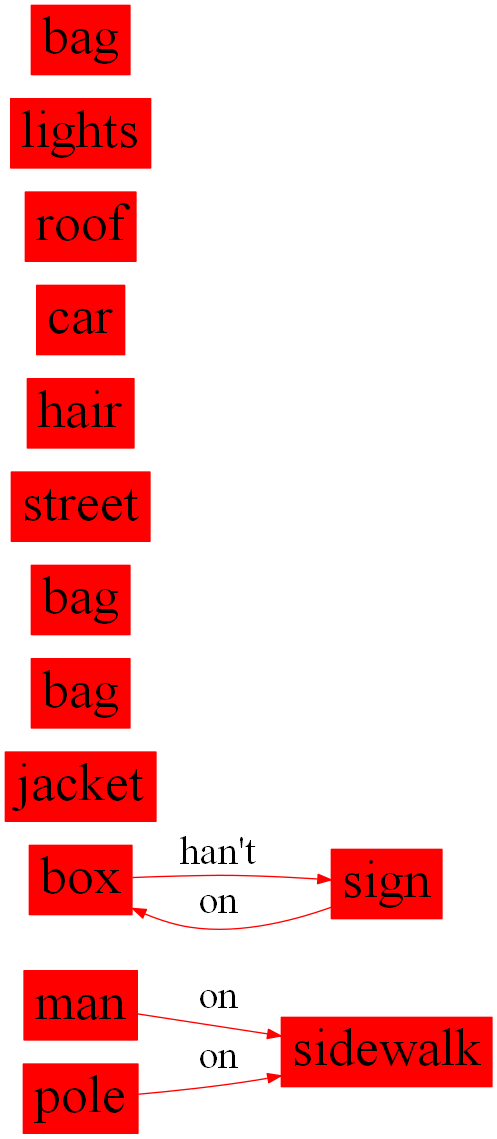 bag
lights
roof
car
hair
street
bag
bag
jacket
box
han't
sign
on
man
on
sidewalk
pole
on